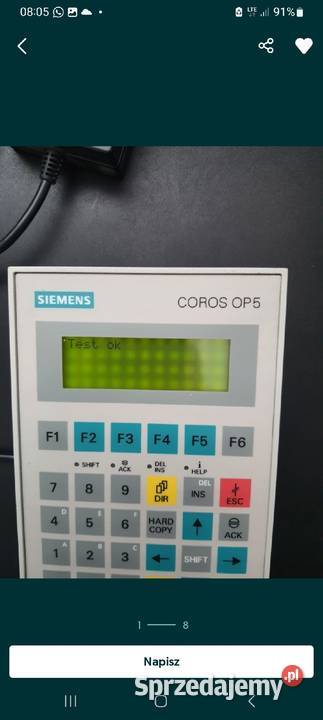 08:05
LTE
91%
SIEMENS
COROS OP5
Test ok
F1 F2 F3 F4 F5 F6
SHIFT ACK DEL INS i HELP
7 8 9 DIR DEL INS ESC
D 4 E 5 F 6 HARD COPY ACK
A 1 B 2 C 3 SHIFT
1 8
Napisz
Sprzedajemy.pl